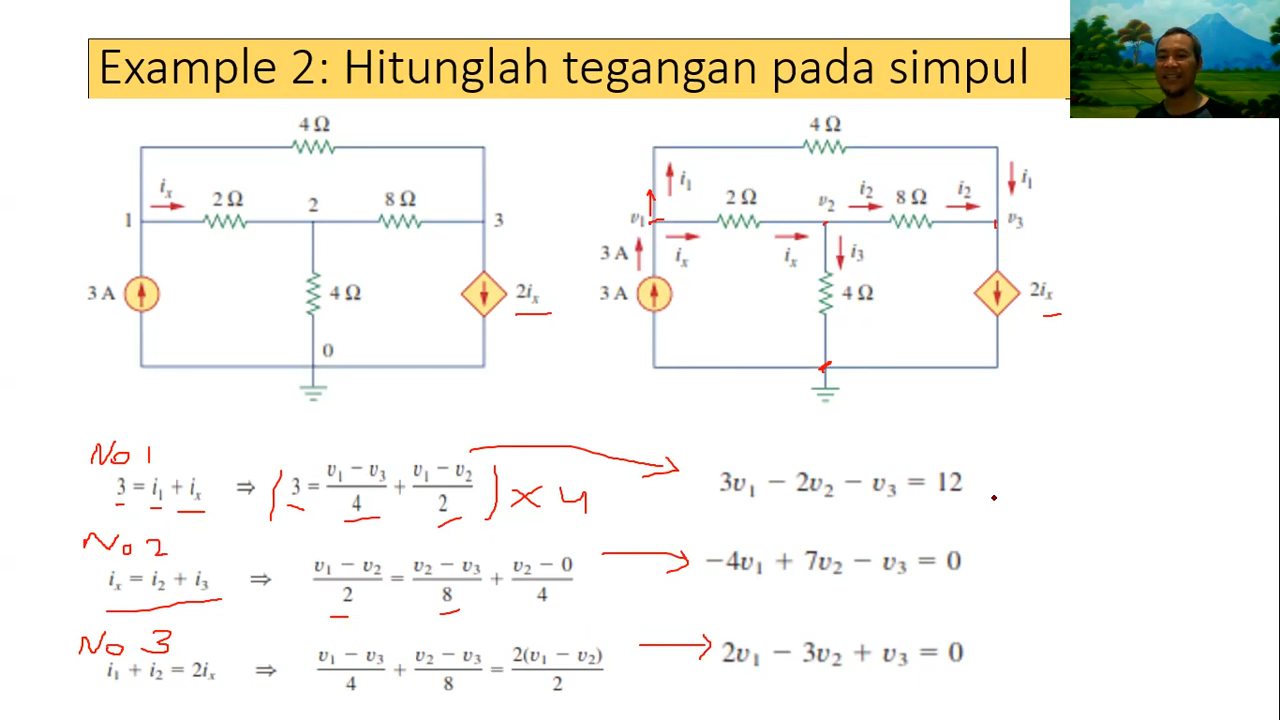 Example 2: Hitunglah tegangan pada simpul
4 Ω
i_x
2 Ω
2
8 Ω
1
3
3 A
4 Ω
2i_x
0
4 Ω
i_1
i_1
2 Ω
v_2
i_2
8 Ω
i_2
v_1
v_3
3 A
i_x
i_x
i_3
3 A
4 Ω
2i_x
No 1
3 = i_1 + i_x ⇒ ( 3 = (v_1 − v_3)/4 + (v_1 − v_2)/2 ) × 4 → 3v_1 − 2v_2 − v_3 = 12
No 2
i_x = i_2 + i_3 ⇒ (v_1 − v_2)/2 = (v_2 − v_3)/8 + (v_2 − 0)/4 → −4v_1 + 7v_2 − v_3 = 0
No 3
i_1 + i_2 = 2i_x ⇒ (v_1 − v_3)/4 + (v_2 − v_3)/8 = 2(v_1 − v_2)/2 → 2v_1 − 3v_2 + v_3 = 0